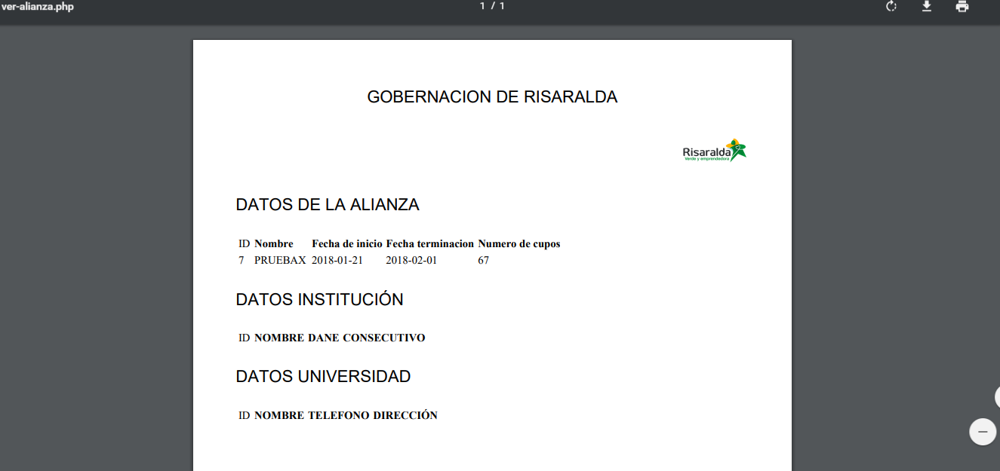 ver-alianza.php
1 / 1
GOBERNACION DE RISARALDA
Risaralda
Verde y emprendedora
DATOS DE LA ALIANZA
ID Nombre Fecha de inicio Fecha terminacion Numero de cupos
7 PRUEBAX 2018-01-21 2018-02-01 67
DATOS INSTITUCIÓN
ID NOMBRE DANE CONSECUTIVO
DATOS UNIVERSIDAD
ID NOMBRE TELEFONO DIRECCIÓN